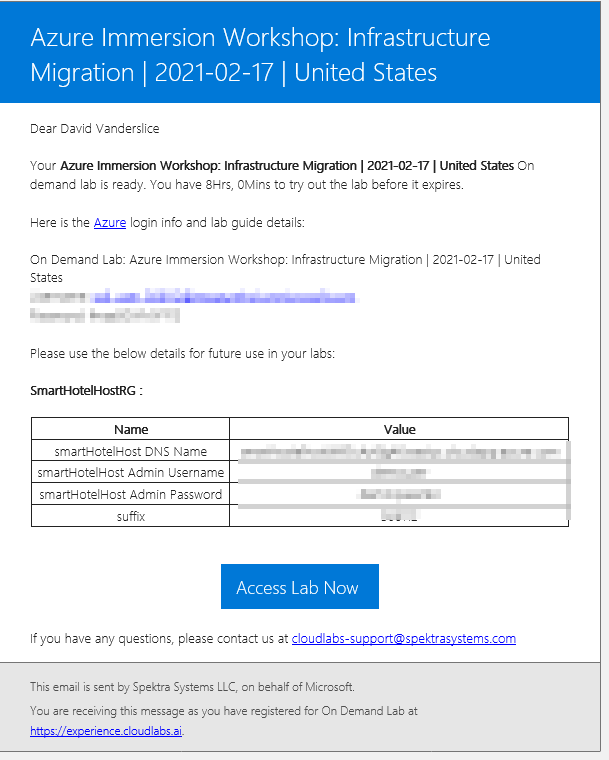 Azure Immersion Workshop: Infrastructure
Migration | 2021-02-17 | United States
Dear David Vanderslice
Your Azure Immersion Workshop: Infrastructure Migration | 2021-02-17 | United States On
demand lab is ready. You have 8Hrs, 0Mins to try out the lab before it expires.
Here is the Azure login info and lab guide details:
On Demand Lab: Azure Immersion Workshop: Infrastructure Migration | 2021-02-17 | United
States
Please use the below details for future use in your labs:
SmartHotelHostRG :
Name Value
smartHotelHost DNS Name
smartHotelHost Admin Username
smartHotelHost Admin Password
suffix
Access Lab Now
If you have any questions, please contact us at cloudlabs-support@spektrasystems.com
This email is sent by Spektra Systems LLC, on behalf of Microsoft.
You are receiving this message as you have registered for On Demand Lab at
https://experience.cloudlabs.ai.